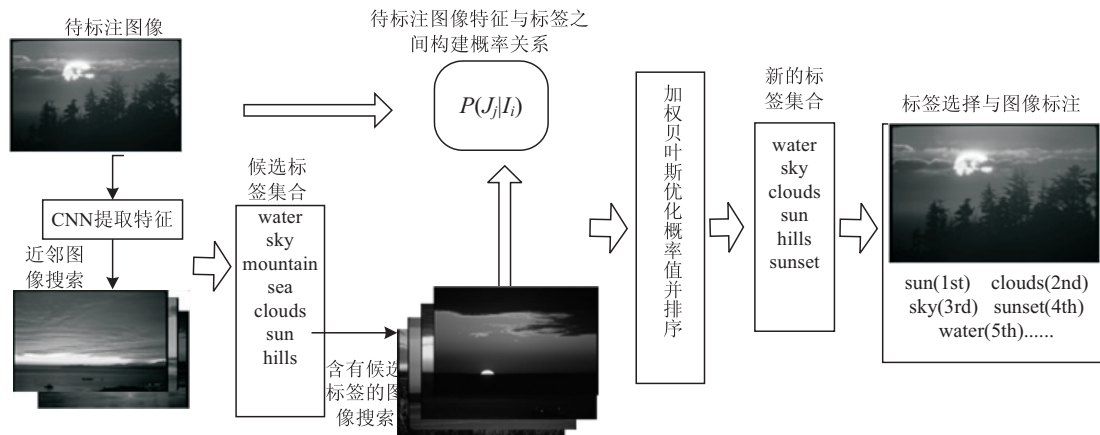 待标注图像
CNN提取特征
近邻图
像搜索
候选标
签集合
water
sky
mountain
sea
clouds
sun
hills
含有候选
标签的图
像搜索
待标注图像特征与标签之
间构建概率关系
P(J_j|I_i)
加权贝叶斯优化概率值并排序
新的标
签集合
water
sky
clouds
sun
hills
sunset
标签选择与图像标注
sun(1st) clouds(2nd)
sky(3rd) sunset(4th)
water(5th)......